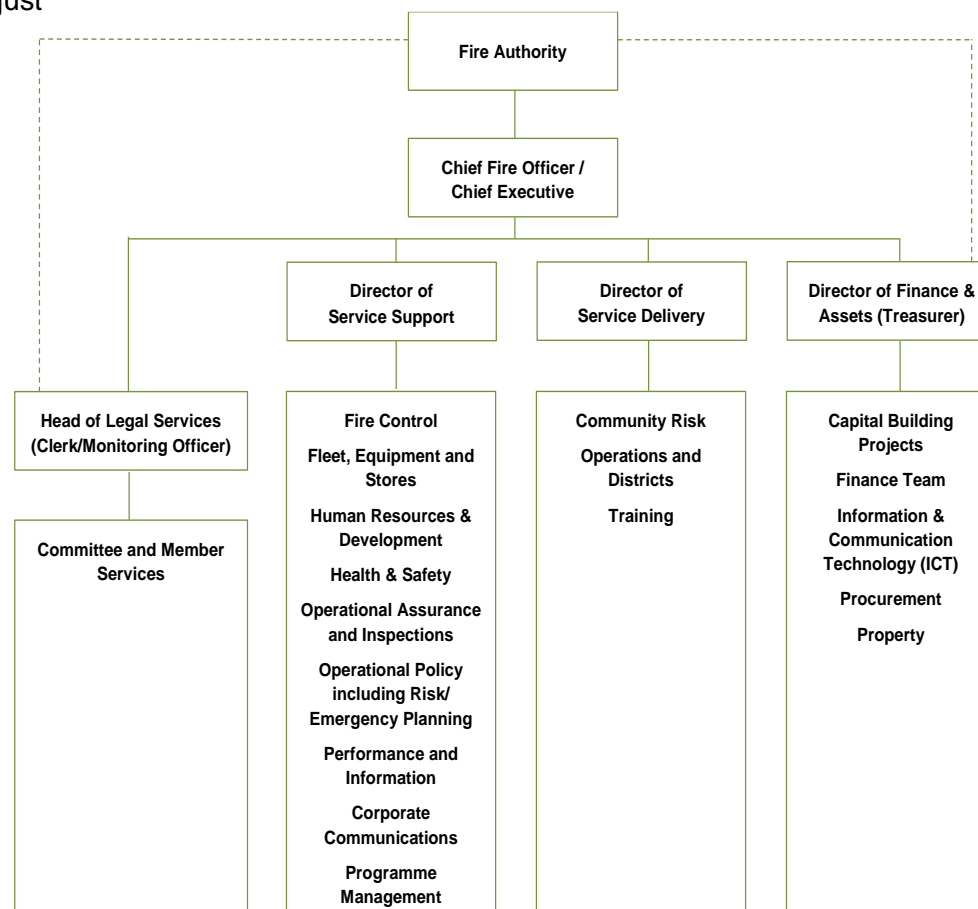 Fire Authority
Chief Fire Officer /
Chief Executive
Director of
Service Support
Director of
Service Delivery
Director of Finance &
Assets (Treasurer)
Head of Legal Services
(Clerk/Monitoring Officer)
Committee and Member
Services
Fire Control
Fleet, Equipment and
Stores
Human Resources &
Development
Health & Safety
Operational Assurance
and Inspections
Operational Policy
including Risk/
Emergency Planning
Performance and
Information
Corporate
Communications
Programme
Management
Community Risk
Operations and
Districts
Training
Capital Building
Projects
Finance Team
Information &
Communication
Technology (ICT)
Procurement
Property